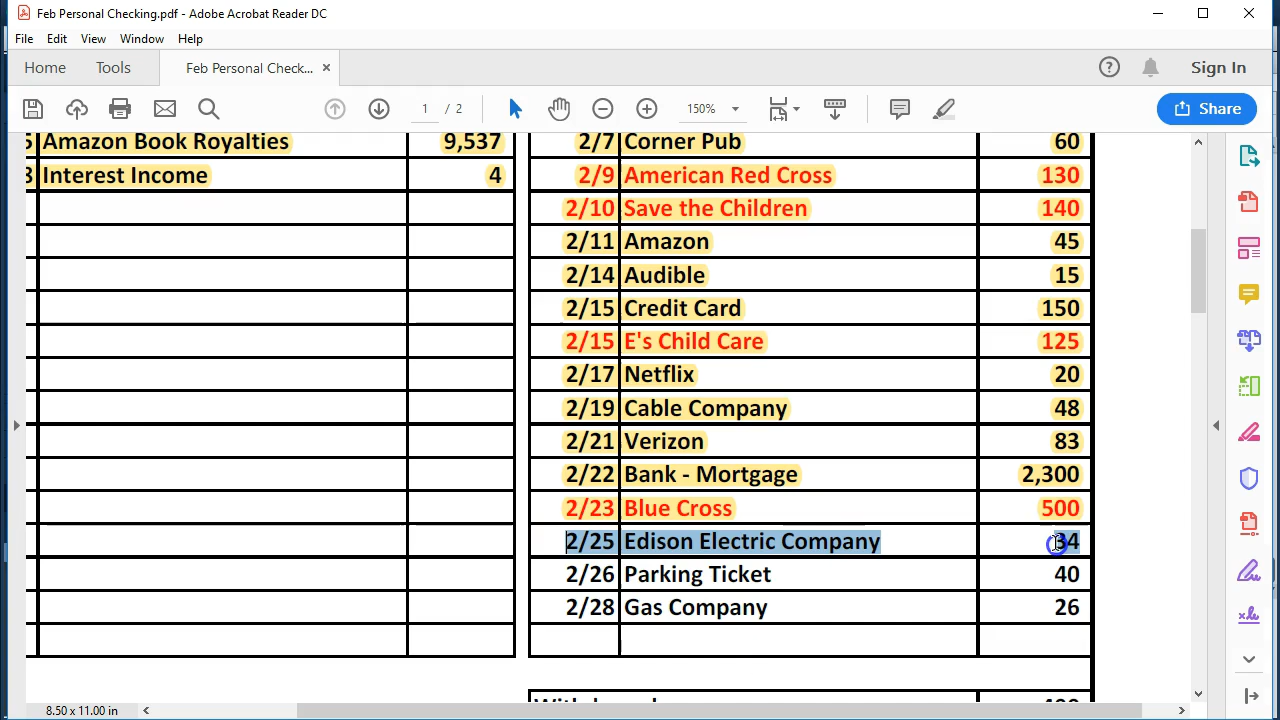 Feb Personal Checking.pdf - Adobe Acrobat Reader DC
File Edit View Window Help
Home Tools Feb Personal Check... × Sign In
1 / 2 150% Share
Amazon Book Royalties 9,537
Interest Income 4
2/7 Corner Pub 60
2/9 American Red Cross 130
2/10 Save the Children 140
2/11 Amazon 45
2/14 Audible 15
2/15 Credit Card 150
2/15 E's Child Care 125
2/17 Netflix 20
2/19 Cable Company 48
2/21 Verizon 83
2/22 Bank - Mortgage 2,300
2/23 Blue Cross 500
2/25 Edison Electric Company 34
2/26 Parking Ticket 40
2/28 Gas Company 26
8.50 x 11.00 in